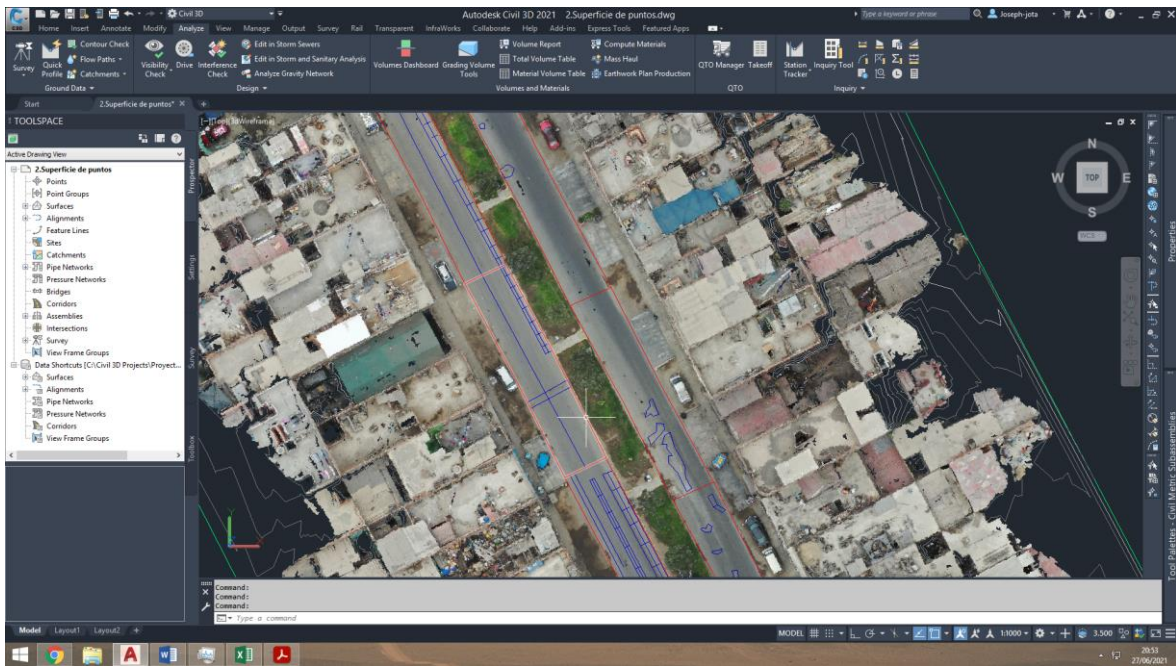 Civil 3D
Autodesk Civil 3D 2021 2.Superficie de puntos.dwg
Type a keyword or phrase
Joseph-jota
Home Insert Annotate Modify Analyze View Manage Output Survey Rail Transparent InfraWorks Collaborate Help Add-ins Express Tools Featured Apps
Survey
Quick Profile
Contour Check
Flow Paths
Catchments
Ground Data
Visibility Check
Drive
Interference Check
Edit in Storm Sewers
Edit in Storm and Sanitary Analysis
Analyze Gravity Network
Design
Volumes Dashboard
Grading Volume Tools
Volume Report
Total Volume Table
Material Volume Table
Compute Materials
Mass Haul
Earthwork Plan Production
Volumes and Materials
QTO Manager
Takeoff
QTO
Station Tracker
Inquiry Tool
Inquiry
Start
2.Superficie de puntos*
TOOLSPACE
Active Drawing View
2.Superficie de puntos
Points
Point Groups
Surfaces
Alignments
Feature Lines
Sites
Catchments
Pipe Networks
Pressure Networks
Bridges
Corridors
Assemblies
Intersections
Survey
View Frame Groups
Data Shortcuts [C:\Civil 3D Projects\Proyect...
Surfaces
Alignments
Pipe Networks
Pressure Networks
Corridors
View Frame Groups
Prospector
Settings
Survey
Toolbox
[-][Top][2D Wireframe]
N
W
TOP
E
S
WCS
Properties
Tool Palettes - Civil Metric Subassemblies
Command:
Command:
Command:
Type a command
Model Layout1 Layout2 +
MODEL
1:1000
3.500
20:53
27/06/2021